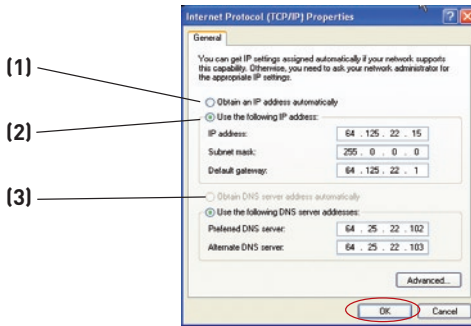 Internet Protocol (TCP/IP) Properties
General
You can get IP settings assigned automatically if your network supports
this capability. Otherwise, you need to ask your network administrator for
the appropriate IP settings.
(1)
Obtain an IP address automatically
(2)
Use the following IP address:
IP address: 64 . 125 . 22 . 15
Subnet mask: 255 . 0 . 0 . 0
Default gateway: 64 . 125 . 22 . 1
(3)
Obtain DNS server address automatically
Use the following DNS server addresses:
Preferred DNS server: 64 . 25 . 22 . 102
Alternate DNS server: 64 . 25 . 22 . 103
Advanced...
OK Cancel